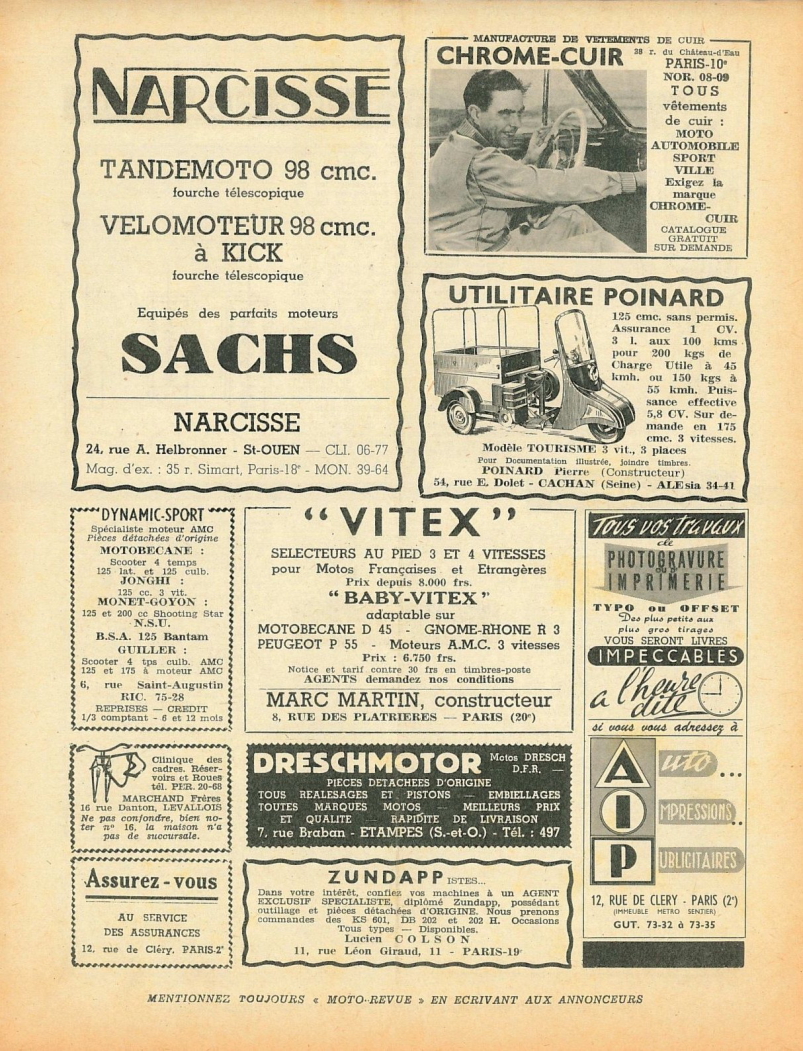 NARCISSE
TANDEMOTO 98 cmc.
fourche télescopique
VELOMOTEUR 98 cmc.
à KICK
fourche télescopique
Equipés des parfaits moteurs
SACHS
NARCISSE
24, rue A. Helbronner - St-OUEN — CLI. 06-77
Mag. d'ex. : 35 r. Simart, Paris-18e - MON. 39-64
MANUFACTURE DE VETEMENTS DE CUIR
CHROME-CUIR
38 r. du Château-d'Eau
PARIS-10e
NOR. 08-09
TOUS
vêtements
de cuir :
MOTO
AUTOMOBILE
SPORT
VILLE
Exigez la
marque
CHROME-
CUIR
CATALOGUE
GRATUIT
SUR DEMANDE
UTILITAIRE POINARD
125 cmc. sans permis.
Assurance 1 CV.
3 l. aux 100 kms
pour 200 kgs de
Charge Utile à 45
kmh. ou 150 kgs à
55 kmh. Puis-
sance effective
5,8 CV. Sur de-
mande en 175
cmc. 3 vitesses.
Modèle TOURISME 3 vit., 3 places
Pour Documentation illustrée, joindre timbres.
POINARD Pierre (Constructeur)
54, rue E. Dolet - CACHAN (Seine) - ALEsia 34-41
DYNAMIC-SPORT
Spécialiste moteur AMC
Pièces détachées d'origine
MOTOBECANE :
Scooter 4 temps
125 lat. et 125 culb.
JONGHI :
125 cc. 3 vit.
MONET-GOYON :
125 et 200 cc Shooting Star
N.S.U.
B.S.A. 125 Bantam
GUILLER :
Scooter 4 tps culb. AMC
125 et 175 à moteur AMC
6, rue Saint-Augustin
RIC. 75-28
REPRISES — CREDIT
1/3 comptant - 6 et 12 mois
"VITEX"
SELECTEURS AU PIED 3 ET 4 VITESSES
pour Motos Françaises et Etrangères
Prix depuis 8.000 frs.
"BABY-VITEX"
adaptable sur
MOTOBECANE D 45 - GNOME-RHONE R 3
PEUGEOT P 55 - Moteurs A.M.C. 3 vitesses
Prix : 6.750 frs.
Notice et tarif contre 30 frs en timbres-poste
AGENTS demandez nos conditions
MARC MARTIN, constructeur
8, RUE DES PLATRIERES — PARIS (20e)
Tous vos travaux
de
PHOTOGRAVURE
ou d'
IMPRIMERIE
TYPO ou OFFSET
Des plus petits aux
plus gros tirages
VOUS SERONT LIVRES
IMPECCABLES
a l'heure
dite
si vous vous adressez à
AUTO...
IMPRESSIONS..
PUBLICITAIRES
12, RUE DE CLERY - PARIS (2e)
(IMMEUBLE METRO SENTIER)
GUT. 73-32 à 73-35
Clinique des
cadres. Réser-
voirs et Roues
tél. PER. 20-68
MARCHAND Frères
16 rue Danton, LEVALLOIS
Ne pas confondre, bien no-
ter n° 16, la maison n'a
pas de succursale.
DRESCHMOTOR Motos DRESCH
D.F.R. —
PIECES DETACHEES D'ORIGINE
TOUS REALESAGES ET PISTONS — EMBIELLAGES
TOUTES MARQUES MOTOS — MEILLEURS PRIX
ET QUALITE — RAPIDITE DE LIVRAISON
7, rue Braban - ETAMPES (S.-et-O.) - Tél. : 497
Assurez-vous
AU SERVICE
DES ASSURANCES
12, rue de Cléry, PARIS-2e
ZUNDAPPISTES...
Dans votre intérêt, confiez vos machines à un AGENT
EXCLUSIF SPECIALISTE, diplômé Zundapp, possédant
outillage et pièces détachées d'ORIGINE. Nous prenons
commandes des KS 601, DB 202 et 202 H. Occasions
Tous types — Disponibles.
Lucien COLSON
11, rue Léon Giraud, 11 - PARIS-19e
MENTIONNEZ TOUJOURS « MOTO-REVUE » EN ECRIVANT AUX ANNONCEURS